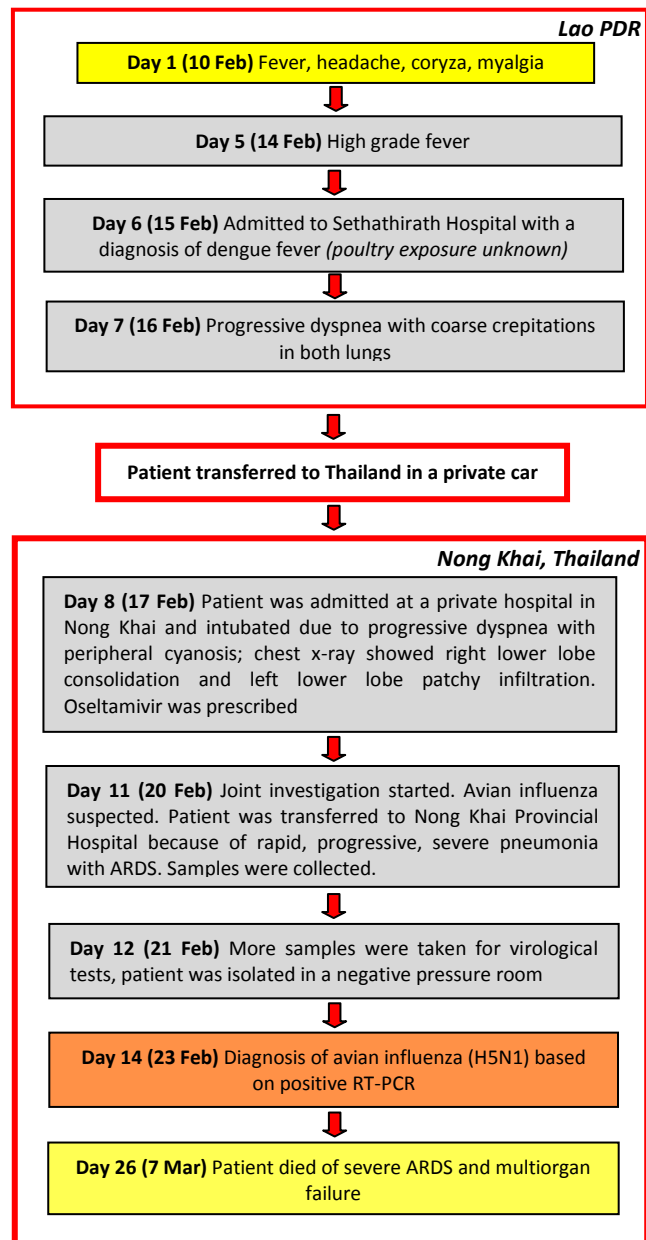 Lao PDR
Day 1 (10 Feb) Fever, headache, coryza, myalgia
Day 5 (14 Feb) High grade fever
Day 6 (15 Feb) Admitted to Sethathirath Hospital with a
diagnosis of dengue fever (poultry exposure unknown)
Day 7 (16 Feb) Progressive dyspnea with coarse crepitations
in both lungs
Patient transferred to Thailand in a private car
Nong Khai, Thailand
Day 8 (17 Feb) Patient was admitted at a private hospital in
Nong Khai and intubated due to progressive dyspnea with
peripheral cyanosis; chest x-ray showed right lower lobe
consolidation and left lower lobe patchy infiltration.
Oseltamivir was prescribed
Day 11 (20 Feb) Joint investigation started. Avian influenza
suspected. Patient was transferred to Nong Khai Provincial
Hospital because of rapid, progressive, severe pneumonia
with ARDS. Samples were collected.
Day 12 (21 Feb) More samples were taken for virological
tests, patient was isolated in a negative pressure room
Day 14 (23 Feb) Diagnosis of avian influenza (H5N1) based
on positive RT-PCR
Day 26 (7 Mar) Patient died of severe ARDS and multiorgan
failure